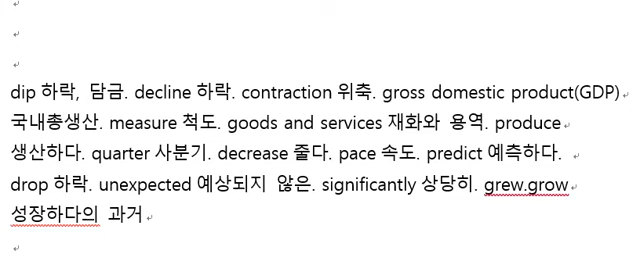 dip 하락, 담금. decline 하락. contraction 위축. gross domestic product(GDP)
국내총생산. measure 척도. goods and services 재화와 용역. produce
생산하다. quarter 사분기. decrease 줄다. pace 속도. predict 예측하다.
drop 하락. unexpected 예상되지 않은. significantly 상당히. grew.grow
성장하다의 과거